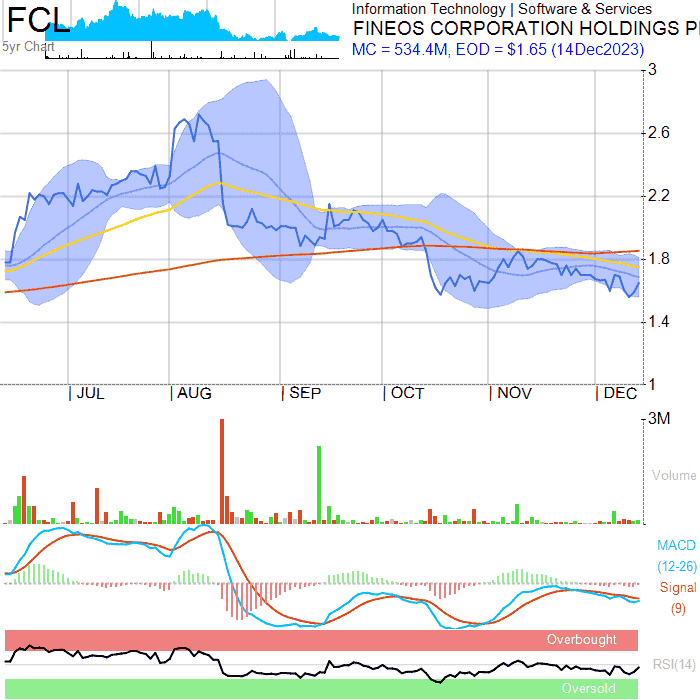 FCL
5yr Chart
Information Technology | Software & Services
FINEOS CORPORATION HOLDINGS P
MC = 534.4M, EOD = $1.65 (14Dec2023)
3
2.6
2.2
1.8
1.4
1
JUL AUG SEP OCT NOV DEC
3M
Volume
MACD
(12-26)
Signal
(9)
Overbought
RSI(14)
Oversold